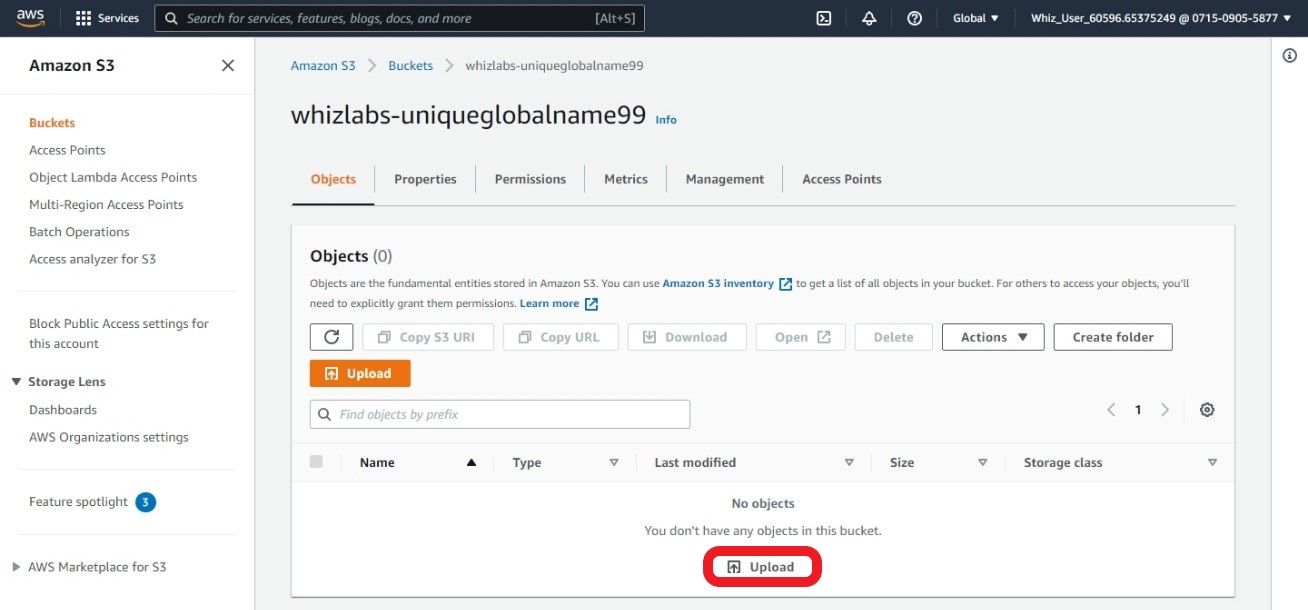 aws Services Search for services, features, blogs, docs, and more [Alt+S] Global Whiz_User_60596.65375249 @ 0715-0905-5877
Amazon S3
Buckets
Access Points
Object Lambda Access Points
Multi-Region Access Points
Batch Operations
Access analyzer for S3
Block Public Access settings for
this account
Storage Lens
Dashboards
AWS Organizations settings
Feature spotlight 3
AWS Marketplace for S3
Amazon S3 Buckets whizlabs-uniqueglobalname99
whizlabs-uniqueglobalname99 Info
Objects Properties Permissions Metrics Management Access Points
Objects (0)
Objects are the fundamental entities stored in Amazon S3. You can use Amazon S3 inventory to get a list of all objects in your bucket. For others to access your objects, you'll
need to explicitly grant them permissions. Learn more
Copy S3 URI Copy URL Download Open Delete Actions Create folder
Upload
Find objects by prefix 1
Name Type Last modified Size Storage class
No objects
You don't have any objects in this bucket.
Upload